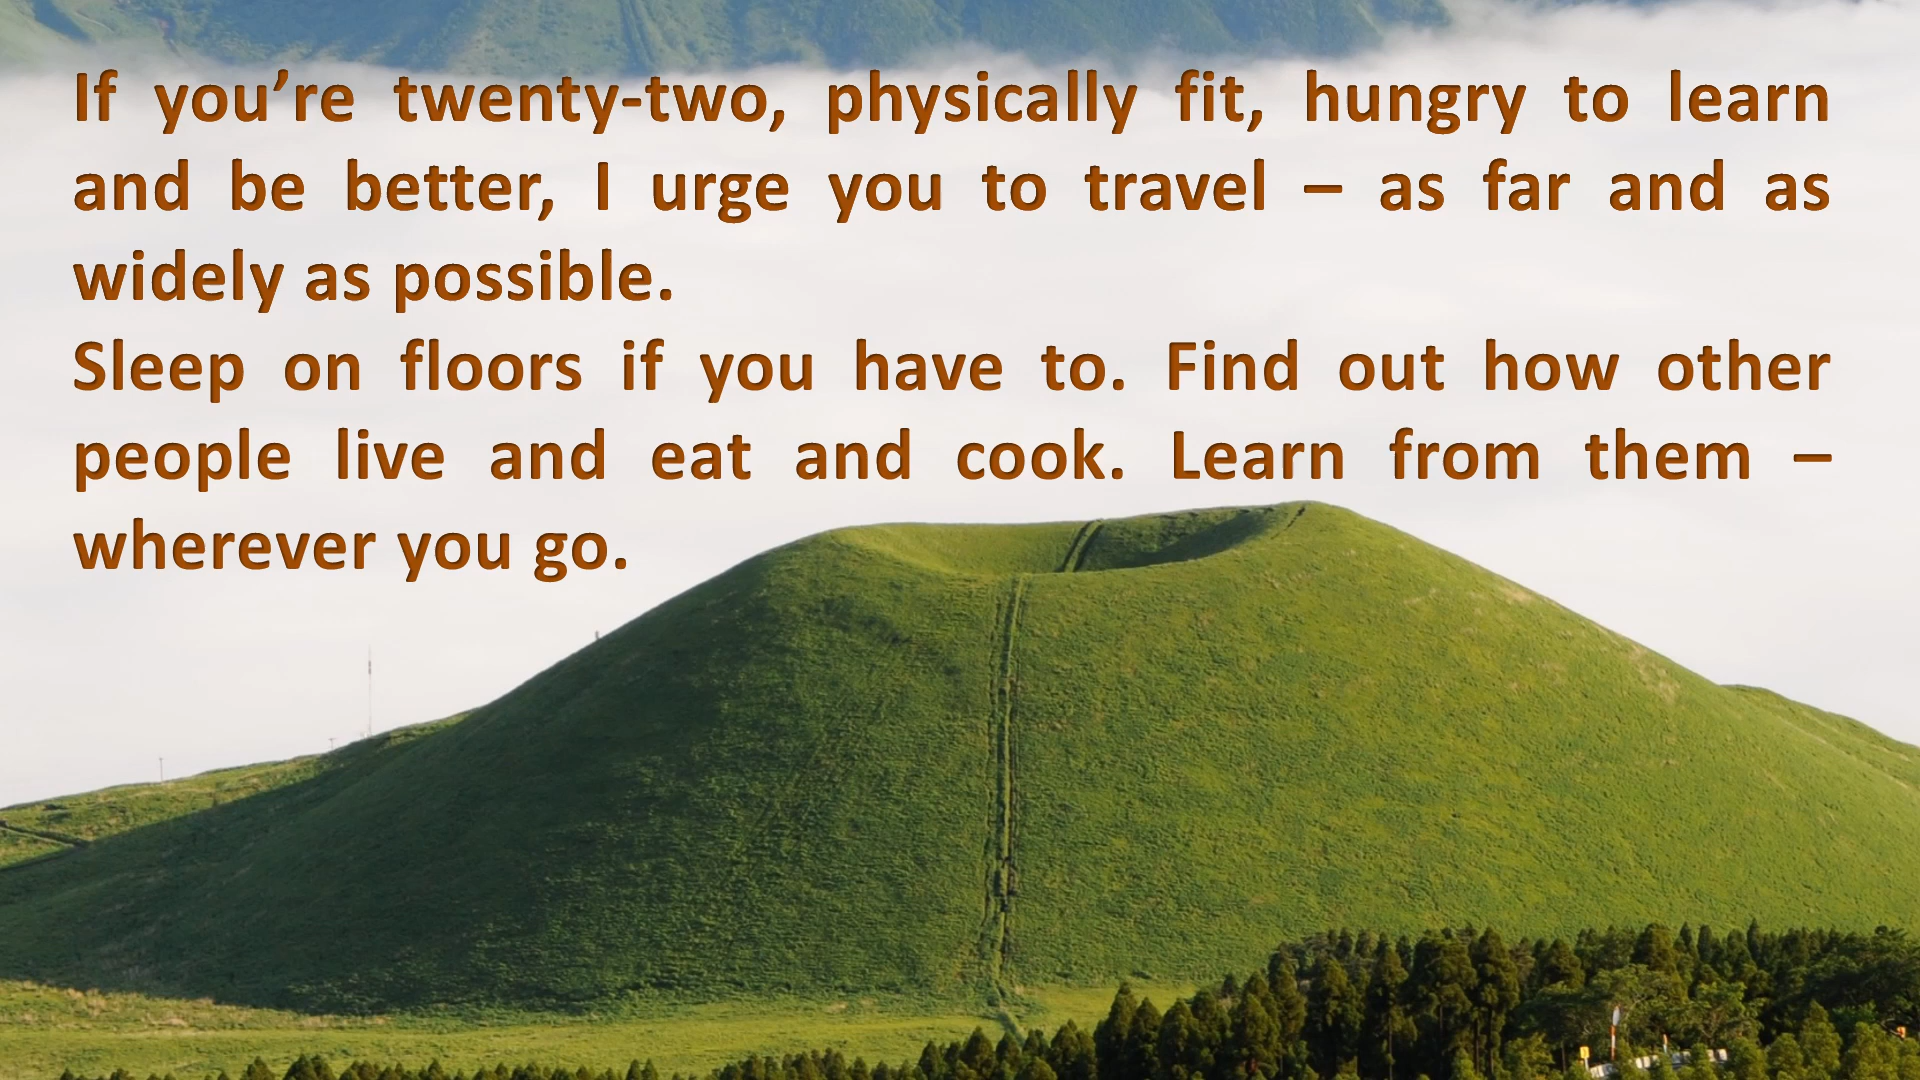 If you’re twenty-two, physically fit, hungry to learn
and be better, I urge you to travel – as far and as
widely as possible.
Sleep on floors if you have to. Find out how other
people live and eat and cook. Learn from them –
wherever you go.